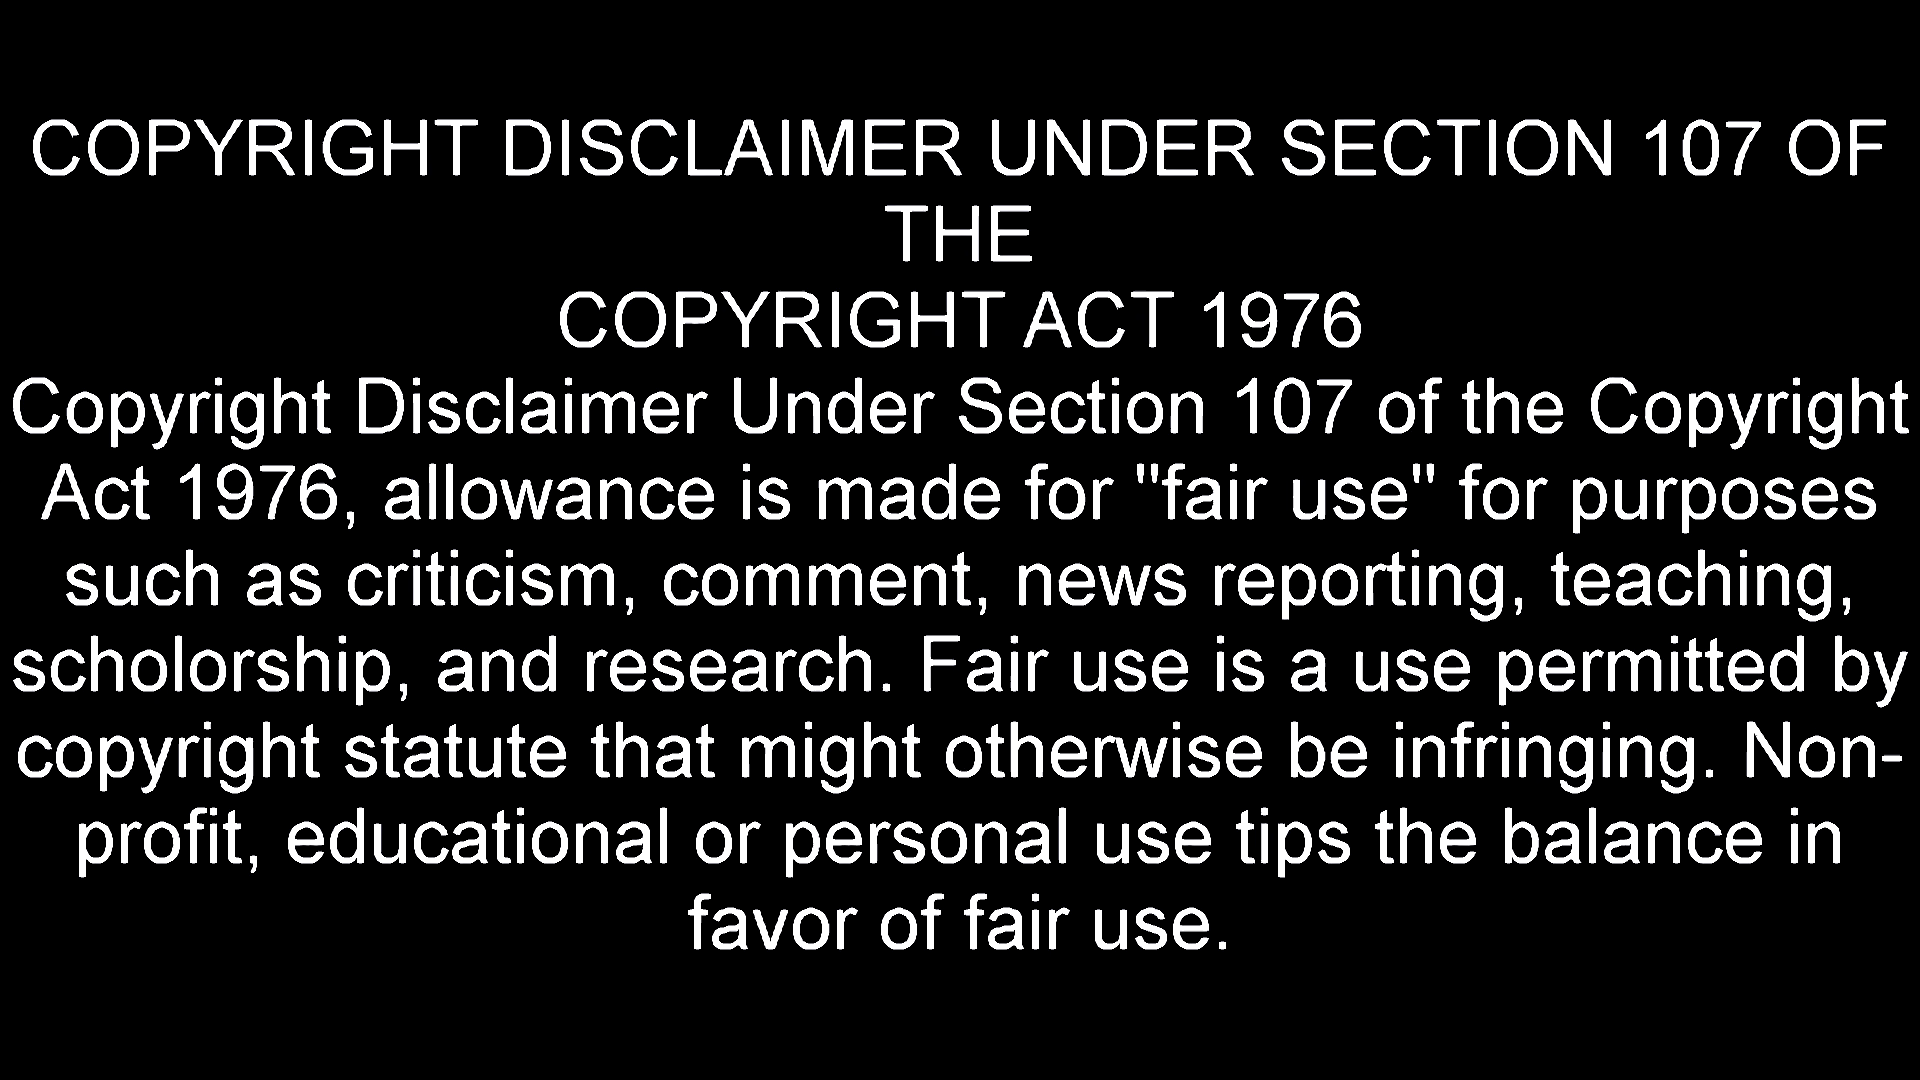 COPYRIGHT DISCLAIMER UNDER SECTION 107 OF
THE
COPYRIGHT ACT 1976
Copyright Disclaimer Under Section 107 of the Copyright
Act 1976, allowance is made for "fair use" for purposes
such as criticism, comment, news reporting, teaching,
scholorship, and research. Fair use is a use permitted by
copyright statute that might otherwise be infringing. Non-
profit, educational or personal use tips the balance in
favor of fair use.